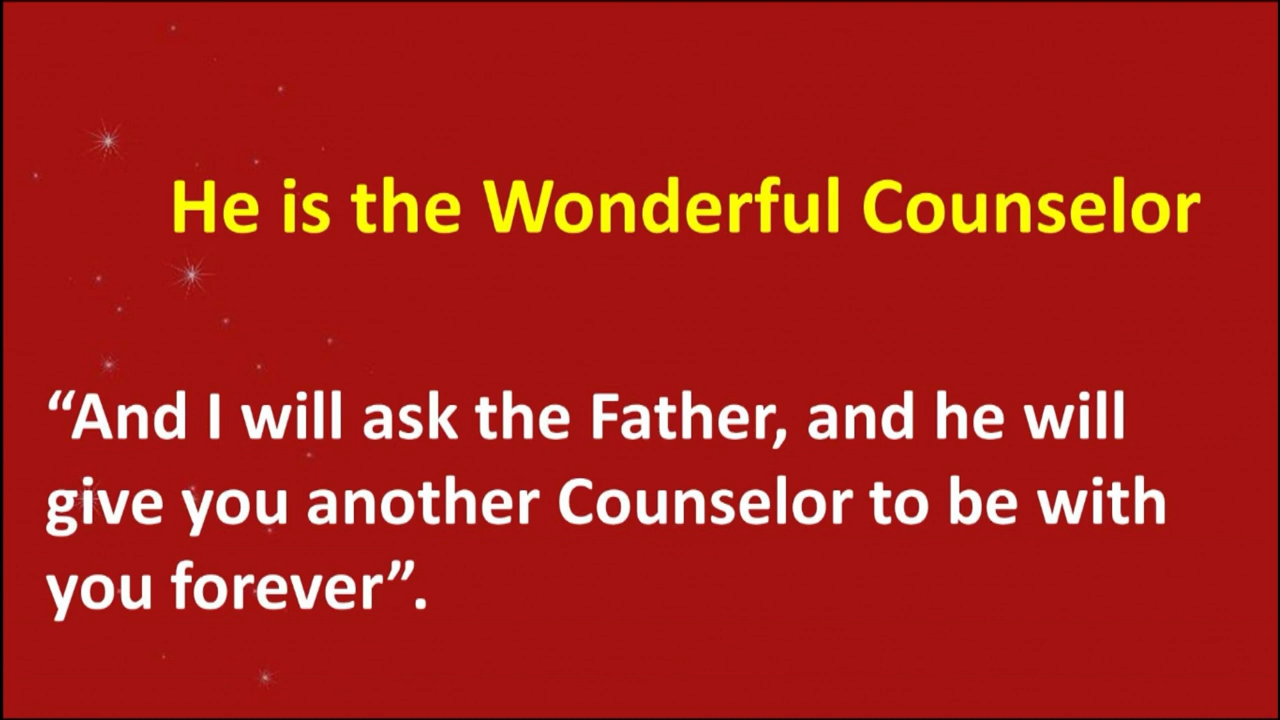 He is the Wonderful Counselor
“And I will ask the Father, and he will
give you another Counselor to be with
you forever”.